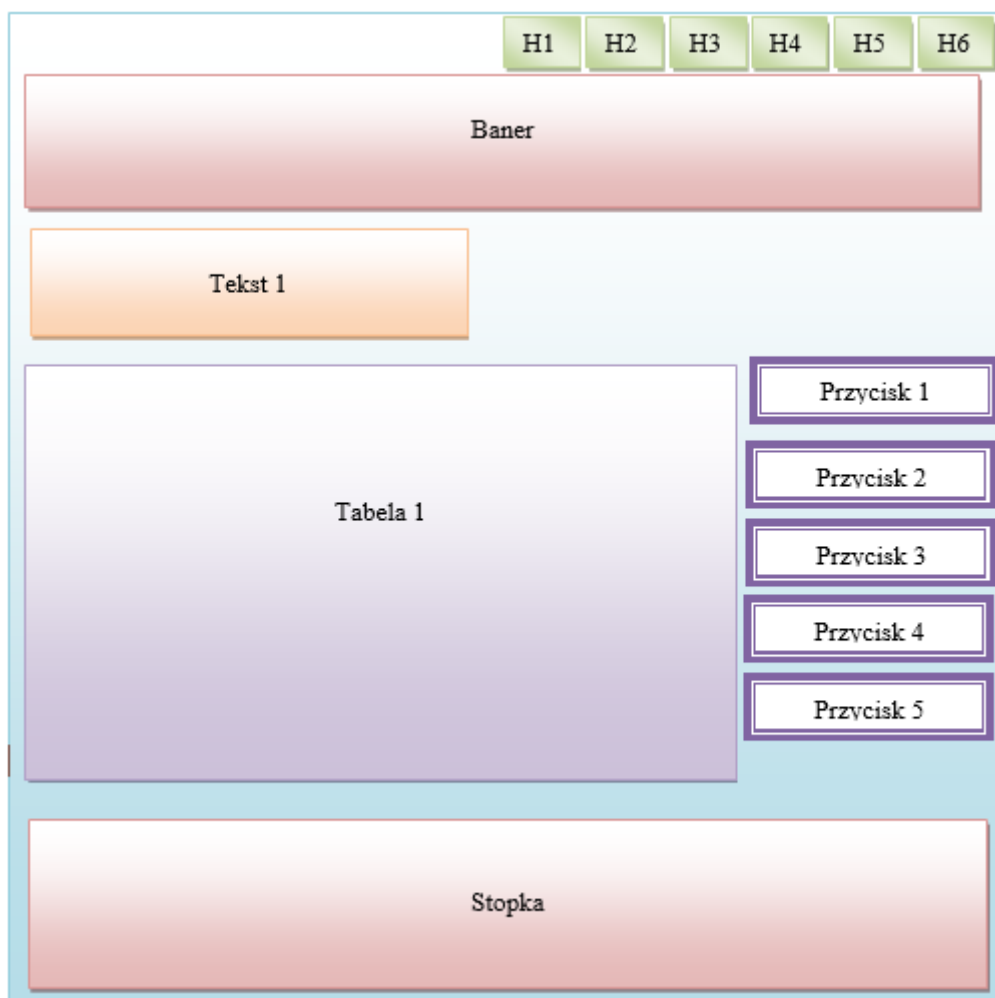 H1 H2 H3 H4 H5 H6
Baner
Tekst 1
Tabela 1
Przycisk 1
Przycisk 2
Przycisk 3
Przycisk 4
Przycisk 5
Stopka